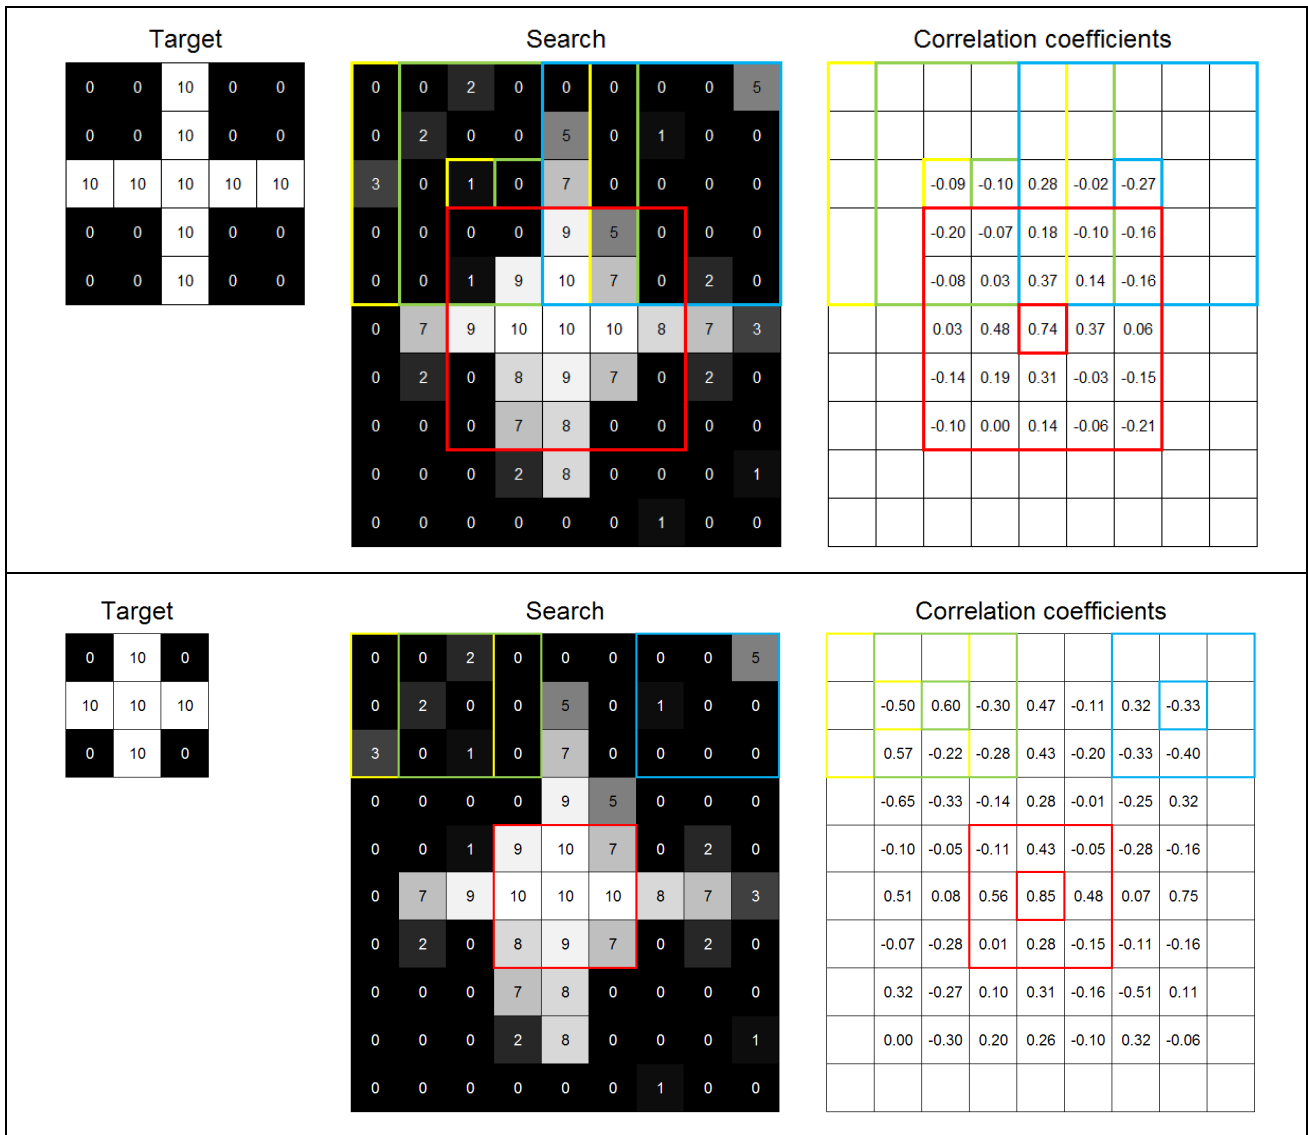 Target Search Correlation coefficients
0 0 10 0 0 0 0 2 0 0 0 0 0 5
0 0 10 0 0 0 2 0 0 5 0 1 0 0
10 10 10 10 10 3 0 1 0 7 0 0 0 0 -0.09 -0.10 0.28 -0.02 -0.27
0 0 10 0 0 0 0 0 0 9 5 0 0 0 -0.20 -0.07 0.18 -0.10 -0.16
0 0 10 0 0 0 0 1 9 10 7 0 2 0 -0.08 0.03 0.37 0.14 -0.16
0 7 9 10 10 10 8 7 3 0.03 0.48 0.74 0.37 0.06
0 2 0 8 9 7 0 2 0 -0.14 0.19 0.31 -0.03 -0.15
0 0 0 7 8 0 0 0 0 -0.10 0.00 0.14 -0.06 -0.21
0 0 0 2 8 0 0 0 1
0 0 0 0 0 0 1 0 0
Target Search Correlation coefficients
0 10 0 0 0 2 0 0 0 0 0 5
10 10 10 0 2 0 0 5 0 1 0 0 -0.50 0.60 -0.30 0.47 -0.11 0.32 -0.33
0 10 0 3 0 1 0 7 0 0 0 0 0.57 -0.22 -0.28 0.43 -0.20 -0.33 -0.40
0 0 0 0 9 5 0 0 0 -0.65 -0.33 -0.14 0.28 -0.01 -0.25 0.32
0 0 1 9 10 7 0 2 0 -0.10 -0.05 -0.11 0.43 -0.05 -0.28 -0.16
0 7 9 10 10 10 8 7 3 0.51 0.08 0.56 0.85 0.48 0.07 0.75
0 2 0 8 9 7 0 2 0 -0.07 -0.28 0.01 0.28 -0.15 -0.11 -0.16
0 0 0 7 8 0 0 0 0 0.32 -0.27 0.10 0.31 -0.16 -0.51 0.11
0 0 0 2 8 0 0 0 1 0.00 -0.30 0.20 0.26 -0.10 0.32 -0.06
0 0 0 0 0 0 1 0 0